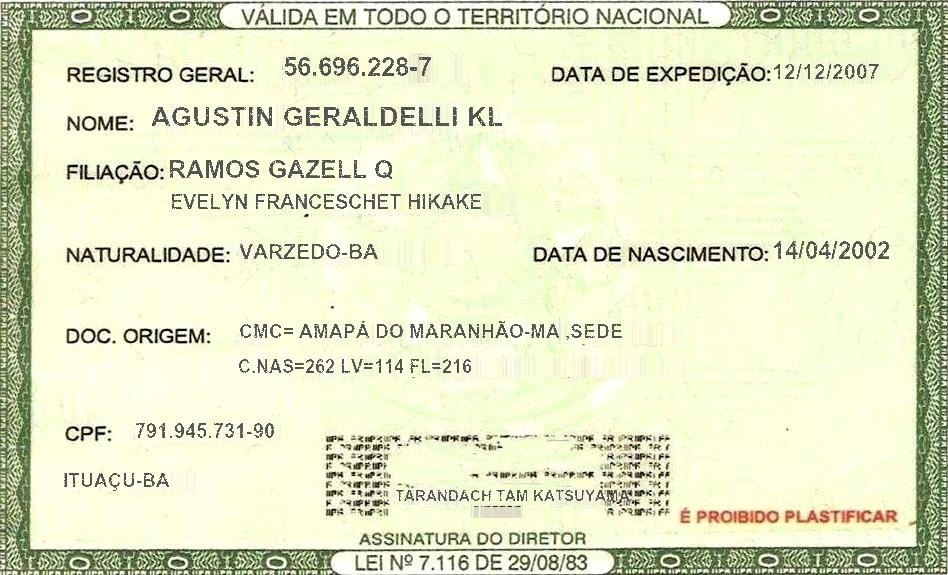 VÁLIDA EM TODO O TERRITÓRIO NACIONAL
REGISTRO GERAL: 56.696.228-7 DATA DE EXPEDIÇÃO:12/12/2007
NOME: AGUSTIN GERALDELLI KL
FILIAÇÃO: RAMOS GAZELL Q
EVELYN FRANCESCHET HIKAKE
NATURALIDADE: VARZEDO-BA DATA DE NASCIMENTO: 14/04/2002
DOC. ORIGEM: CMC= AMAPÁ DO MARANHÃO-MA ,SEDE
C.NAS=262 LV=114 FL=216
CPF: 791.945.731-90
ITUAÇU-BA
TARANDACH TAM KATSUYAMA
É PROIBIDO PLASTIFICAR
ASSINATURA DO DIRETOR
LEI Nº 7.116 DE 29/08/83